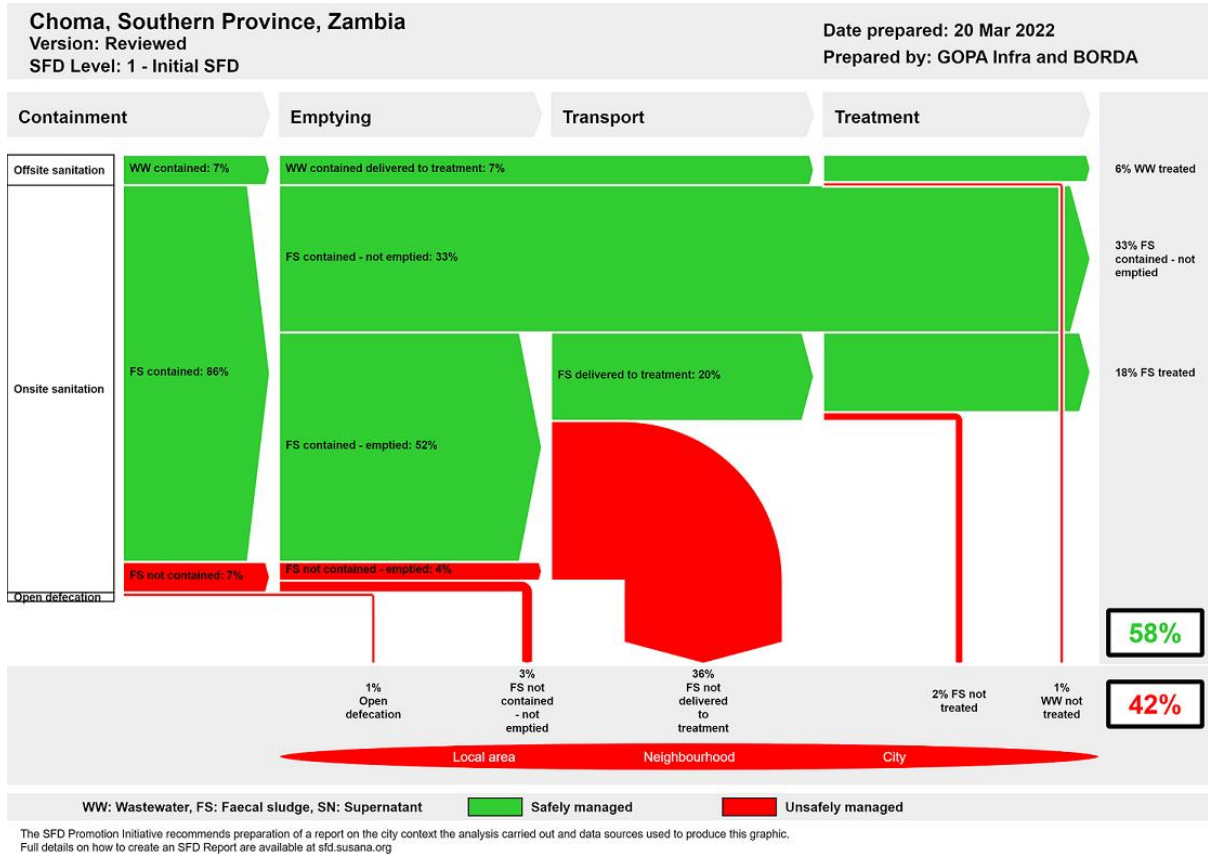 Choma, Southern Province, Zambia
Version: Reviewed
SFD Level: 1 - Initial SFD
Date prepared: 20 Mar 2022
Prepared by: GOPA Infra and BORDA
Containment
Emptying
Transport
Treatment
Offsite sanitation
WW contained: 7%
WW contained delivered to treatment: 7%
6% WW treated
FS contained - not emptied: 33%
33% FS
contained - not
emptied
Onsite sanitation
FS contained: 86%
FS delivered to treatment: 20%
18% FS treated
FS contained - emptied: 52%
FS not contained: 7%
FS not contained - emptied: 4%
Open defecation
58%
1%
Open
defecation
3%
FS not
contained
- not
emptied
36%
FS not
delivered
to
treatment
2% FS not
treated
1%
WW not
treated
42%
Local area
Neighbourhood
City
WW: Wastewater, FS: Faecal sludge, SN: Supernatant
Safely managed
Unsafely managed
The SFD Promotion Initiative recommends preparation of a report on the city context the analysis carried out and data sources used to produce this graphic.
Full details on how to create an SFD Report are available at sfd.susana.org